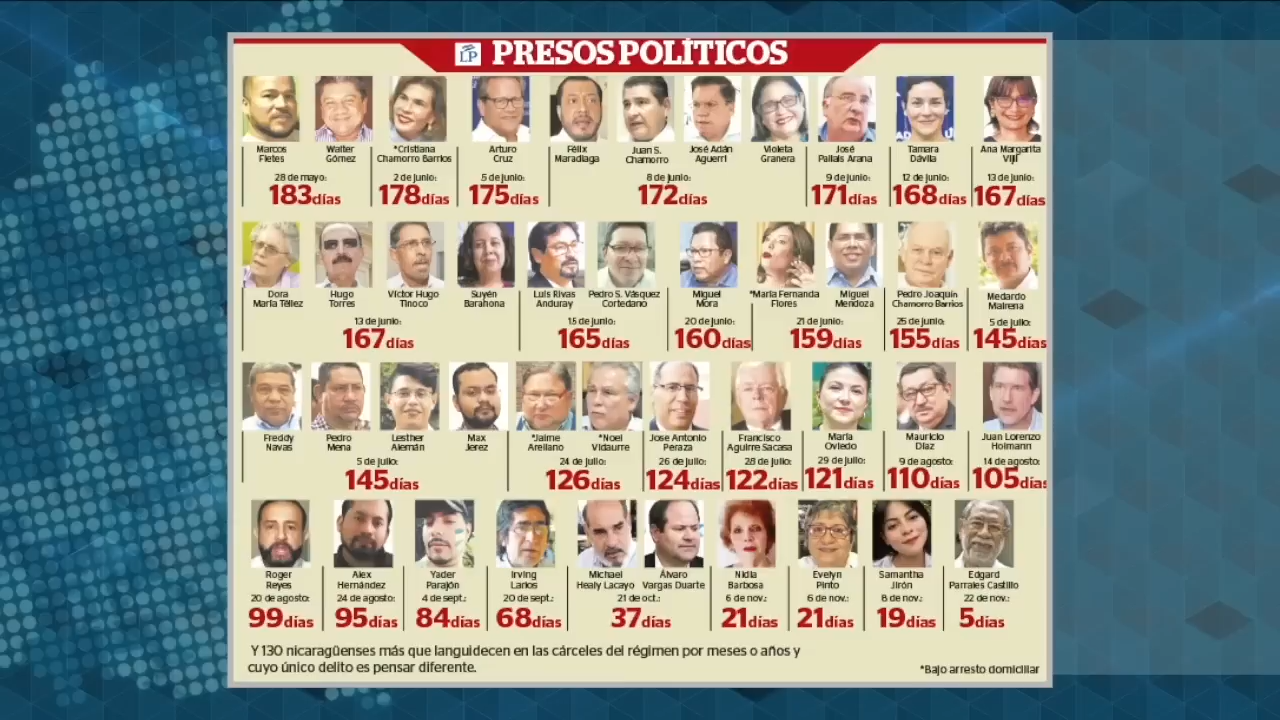 LP PRESOS POLÍTICOS
Marcos Fletes
Walter Gómez
*Cristiana Chamorro Barrios
Arturo Cruz
Félix Maradiaga
Juan S. Chamorro
José Adán Aguerri
Violeta Granera
José Pallais Arana
Tamara Dávila
Ana Margarita Vijil
28 de mayo:
183días
2 de junio:
178días
5 de junio:
175días
8 de junio:
172días
9 de junio:
171días
12 de junio:
168días
13 de junio:
167días
Dora María Téllez
Hugo Torres
Víctor Hugo Tinoco
Suyén Barahona
Luis Rivas Anduray
Pedro S. Vásquez Cortedano
Miguel Mora
*María Fernanda Flores
Miguel Mendoza
Pedro Joaquín Chamorro Barrios
Medardo Mairena
13 de junio:
167días
15 de junio:
165días
20 de junio:
160días
21 de junio:
159días
25 de junio:
155días
5 de julio:
145días
Freddy Navas
Pedro Mena
Lesther Alemán
Max Jerez
*Jaime Arellano
*Noel Vidaurre
Jose Antonio Peraza
Francisco Aguirre Sacasa
María Oviedo
Mauricio Díaz
Juan Lorenzo Holmann
5 de julio:
145días
24 de julio:
126días
26 de julio:
124días
28 de julio:
122días
29 de julio:
121días
9 de agosto:
110días
14 de agosto:
105días
Roger Reyes
Alex Hernández
Yader Parajón
Irving Larios
Michael Healy Lacayo
Álvaro Vargas Duarte
Nidia Barbosa
Evelyn Pinto
Samantha Jirón
Edgard Parrales Castillo
20 de agosto:
99días
24 de agosto:
95días
4 de sept.:
84días
20 de sept.:
68días
21 de oct.:
37días
6 de nov.:
21días
6 de nov.:
21días
8 de nov.:
19días
22 de nov.:
5días
Y 130 nicaragüenses más que languidecen en las cárceles del régimen por meses o años y
cuyo único delito es pensar diferente.
*Bajo arresto domiciliar